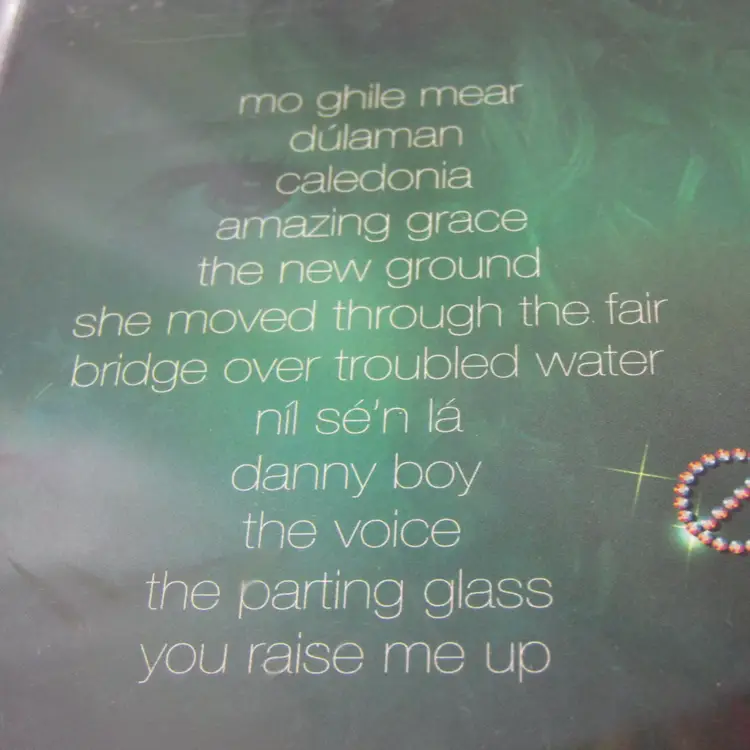 mo ghile mear
dúlaman
caledonia
amazing grace
the new ground
she moved through the fair
bridge over troubled water
níl sé'n lá
danny boy
the voice
the parting glass
you raise me up